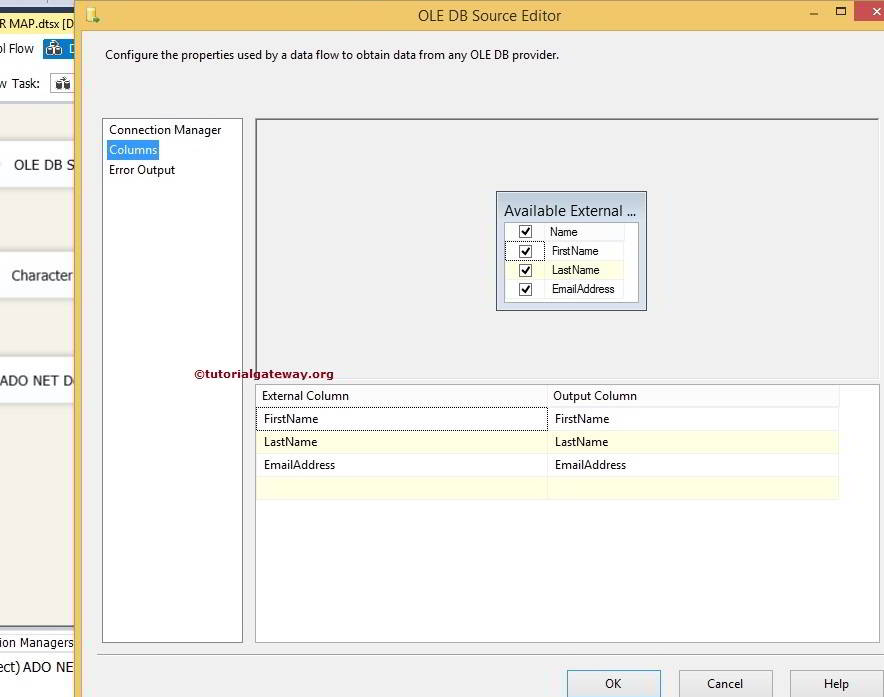 OLE DB Source Editor
R MAP.dtsx [D
ol Flow
w Task:
OLE DB S
Character
ADO NET D
ion Managers
ect) ADO NE
Configure the properties used by a data flow to obtain data from any OLE DB provider.
Connection Manager
Columns
Error Output
Available External ...
Name
FirstName
LastName
EmailAddress
©tutorialgateway.org
External Column Output Column
FirstName FirstName
LastName LastName
EmailAddress EmailAddress
OK Cancel Help